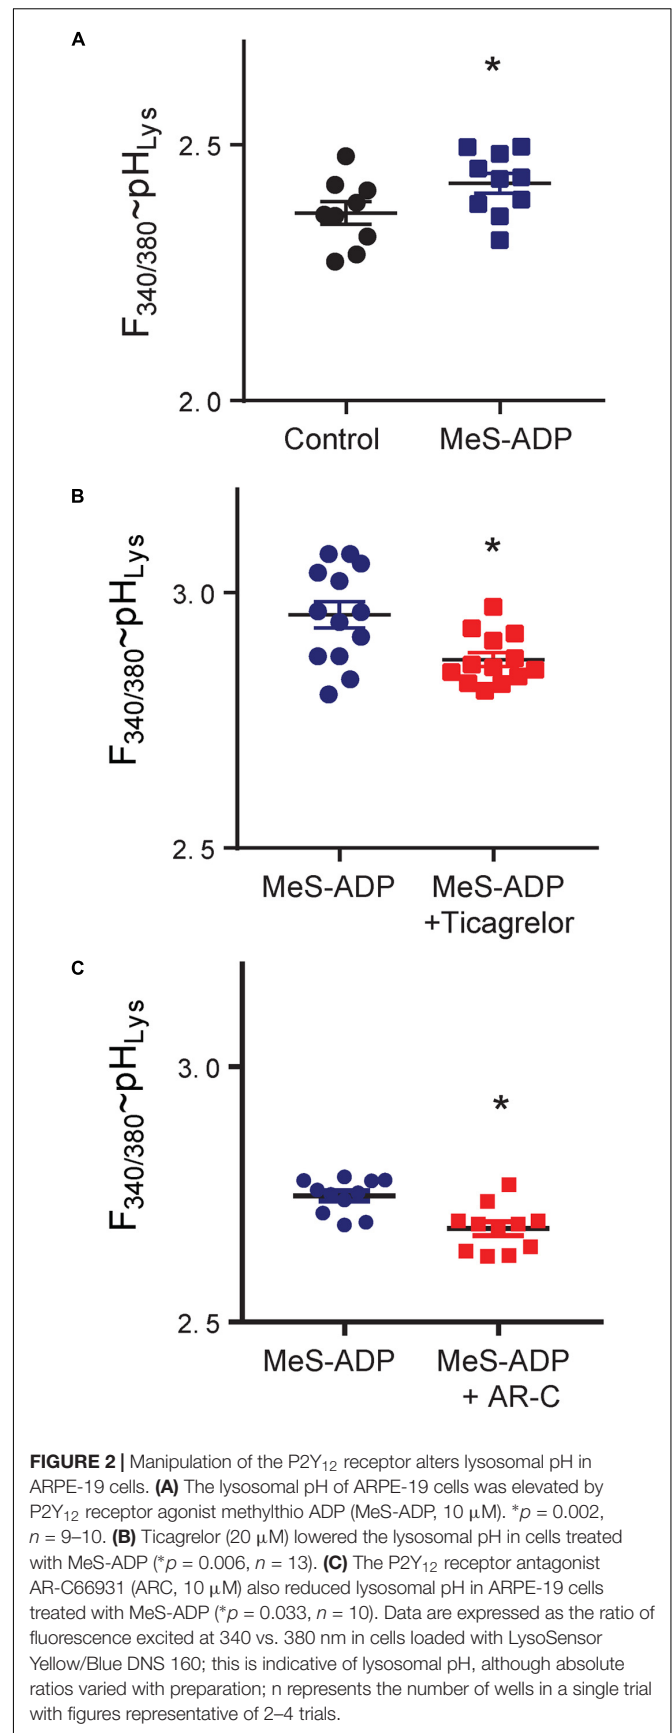 A
*
F340/380~pHLys
2.5
2.0
Control MeS-ADP
B
*
F340/380~pHLys
3.0
2.5
MeS-ADP MeS-ADP
+Ticagrelor
C
*
F340/380~pHLys
3.0
2.5
MeS-ADP MeS-ADP
+ AR-C
FIGURE 2 | Manipulation of the P2Y12 receptor alters lysosomal pH in
ARPE-19 cells. (A) The lysosomal pH of ARPE-19 cells was elevated by
P2Y12 receptor agonist methylthio ADP (MeS-ADP, 10 μM). *p = 0.002,
n = 9–10. (B) Ticagrelor (20 μM) lowered the lysosomal pH in cells treated
with MeS-ADP (*p = 0.006, n = 13). (C) The P2Y12 receptor antagonist
AR-C66931 (ARC, 10 μM) also reduced lysosomal pH in ARPE-19 cells
treated with MeS-ADP (*p = 0.033, n = 10). Data are expressed as the ratio of
fluorescence excited at 340 vs. 380 nm in cells loaded with LysoSensor
Yellow/Blue DNS 160; this is indicative of lysosomal pH, although absolute
ratios varied with preparation; n represents the number of wells in a single trial
with figures representative of 2–4 trials.